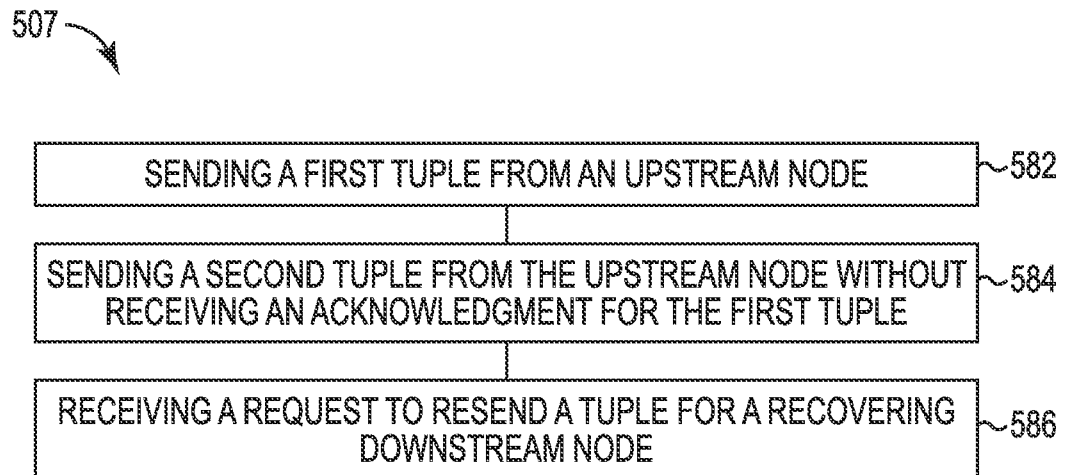 507
SENDING A FIRST TUPLE FROM AN UPSTREAM NODE
582
SENDING A SECOND TUPLE FROM THE UPSTREAM NODE WITHOUT
RECEIVING AN ACKNOWLEDGMENT FOR THE FIRST TUPLE
584
RECEIVING A REQUEST TO RESEND A TUPLE FOR A RECOVERING
DOWNSTREAM NODE
586